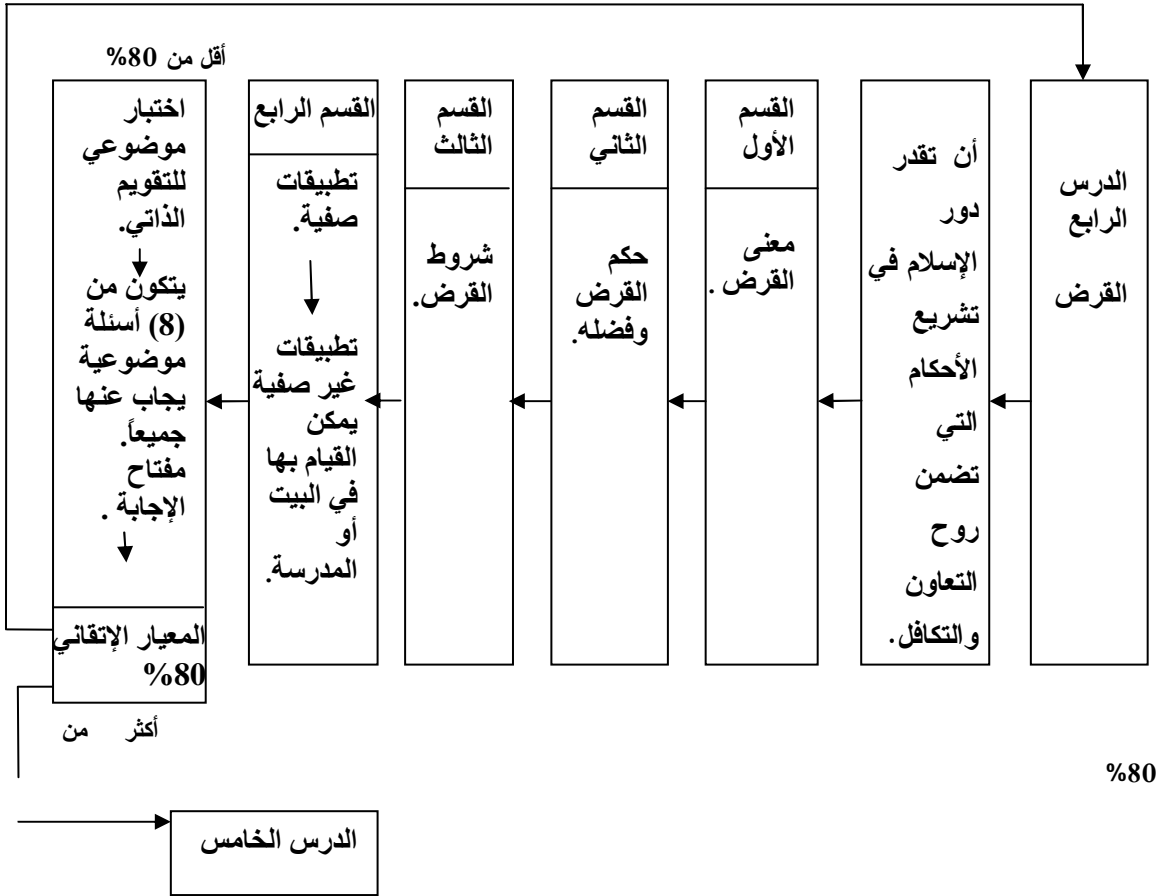 أقل من 80%
الدرس
الرابع
القرض
أن تقدر
دور
الإسلام في
تشريع
الأحكام
التي
تضمن
روح
التعاون
والتكافل.
القسم
الأول
معنى
القرض .
القسم
الثاني
حكم
القرض
وفضله.
القسم
الثالث
شروط
القرض.
القسم الرابع
تطبيقات
صفية.
تطبيقات
غير صفية
يمكن
القيام بها
في البيت
أو
المدرسة.
اختبار
موضوعي
للتقويم
الذاتي.
يتكون من
(8) أسئلة
موضوعية
يجاب عنها
جميعاً.
مفتاح
الإجابة .
المعيار الإتقاني
80%
أكثر من
80%
الدرس الخامس